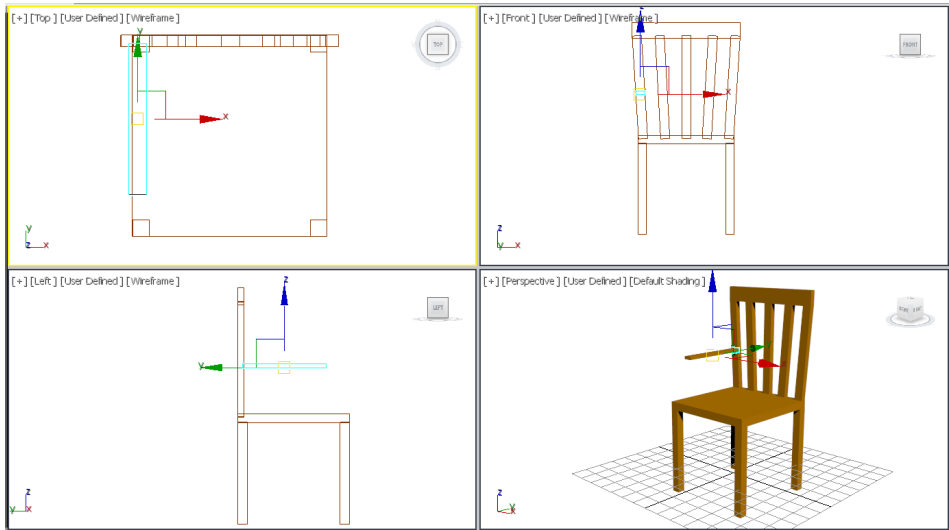 [+] [Top ] [User Defined ] [Wireframe ]
y
x
TOP
y
z x
[+] [Front ] [User Defined ] [Wireframe ]
z
x
FRONT
z
y x
[+] [Left ] [User Defined ] [Wireframe ]
z
y
LEFT
z
y x
[+] [Perspective ] [User Defined ] [Default Shading ]
z